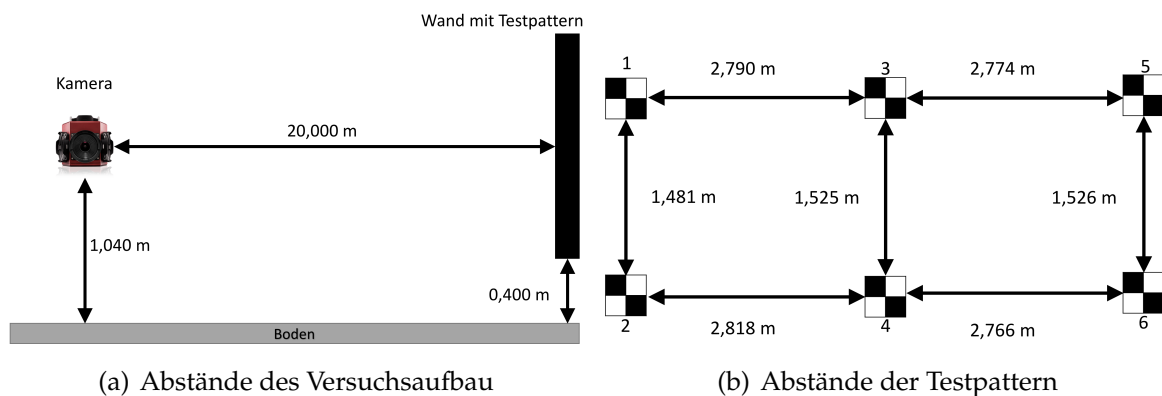 Wand mit Testpattern
Kamera
20,000 m
1,040 m
0,400 m
Boden
(a) Abstände des Versuchsaufbau
1
2,790 m
3
2,774 m
5
1,481 m
1,525 m
1,526 m
2
2,818 m
4
2,766 m
6
(b) Abstände der Testpattern